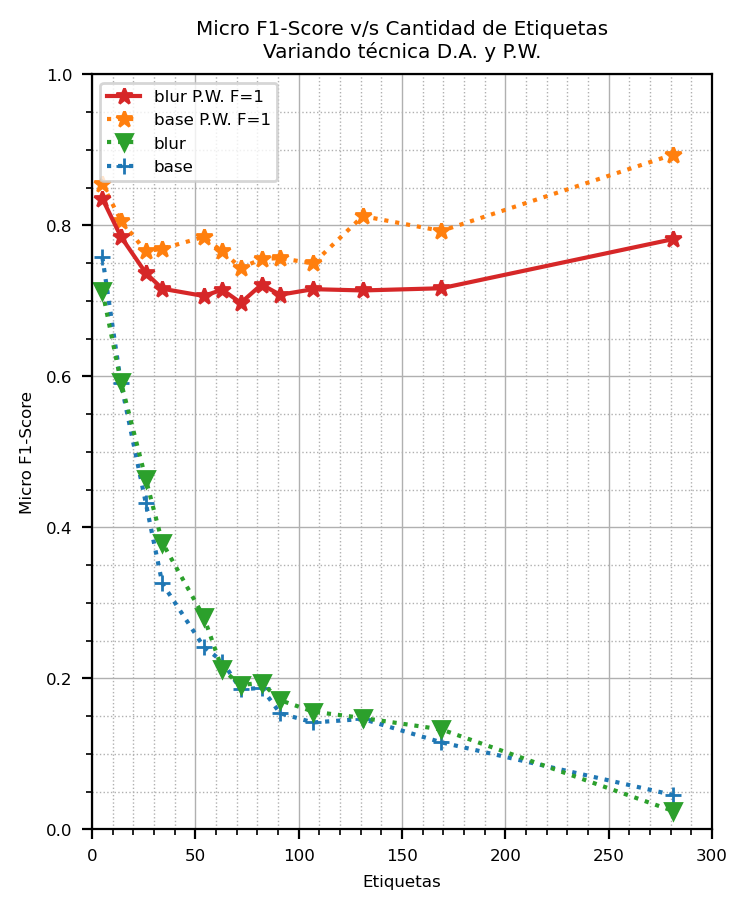 Micro F1-Score v/s Cantidad de Etiquetas
Variando técnica D.A. y P.W.
1.0
0.8
0.6
0.4
0.2
0.0
Micro F1-Score
blur P.W. F=1
base P.W. F=1
blur
base
0 50 100 150 200 250 300
Etiquetas